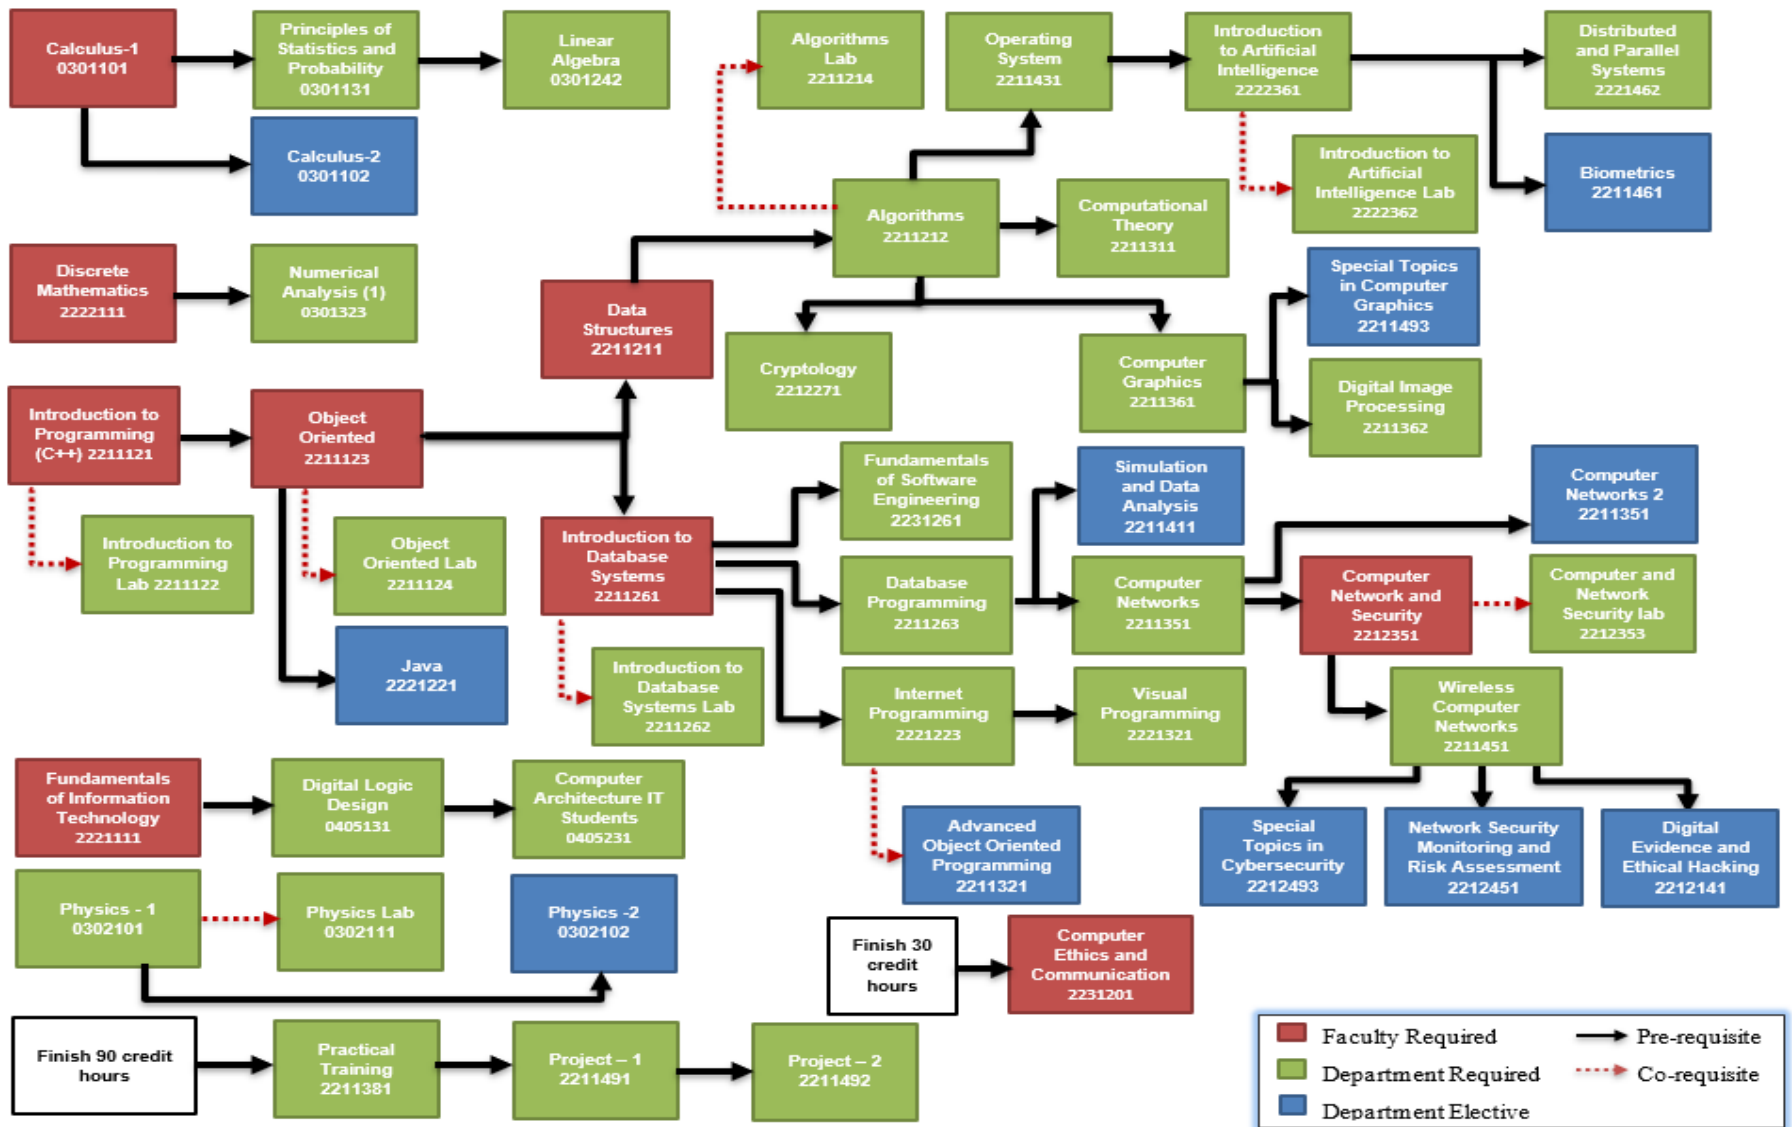 Calculus-1
0301101
Principles of
Statistics and
Probability
0301131
Linear
Algebra
0301242
Calculus-2
0301102
Algorithms
Lab
2211214
Operating
System
2211431
Introduction
to Artificial
Intelligence
2222361
Distributed
and Parallel
Systems
2221462
Introduction to
Artificial
Intelligence Lab
2222362
Biometrics
2211461
Algorithms
2211212
Computational
Theory
2211311
Discrete
Mathematics
2222111
Numerical
Analysis (1)
0301323
Data
Structures
2211211
Cryptology
2212271
Computer
Graphics
2211361
Special Topics
in Computer
Graphics
2211493
Digital Image
Processing
2211362
Introduction to
Programming
(C++) 2211121
Object
Oriented
2211123
Introduction to
Programming
Lab 2211122
Object
Oriented Lab
2211124
Java
2221221
Introduction to
Database
Systems
2211261
Introduction to
Database
Systems Lab
2211262
Fundamentals
of Software
Engineering
2231261
Simulation
and Data
Analysis
2211411
Computer
Networks 2
2211351
Database
Programming
2211263
Computer
Networks
2211351
Computer
Network and
Security
2212351
Computer and
Network
Security lab
2212353
Internet
Programming
2221223
Visual
Programming
2221321
Wireless
Computer
Networks
2211451
Fundamentals
of Information
Technology
2221111
Digital Logic
Design
0405131
Computer
Architecture IT
Students
0405231
Advanced
Object Oriented
Programming
2211321
Special
Topics in
Cybersecurity
2212493
Network Security
Monitoring and
Risk Assessment
2212451
Digital
Evidence and
Ethical Hacking
2212141
Physics - 1
0302101
Physics Lab
0302111
Physics -2
0302102
Finish 30
credit
hours
Computer
Ethics and
Communication
2231201
Finish 90 credit
hours
Practical
Training
2211381
Project – 1
2211491
Project – 2
2211492
Faculty Required
Pre-requisite
Department Required
Co-requisite
Department Elective